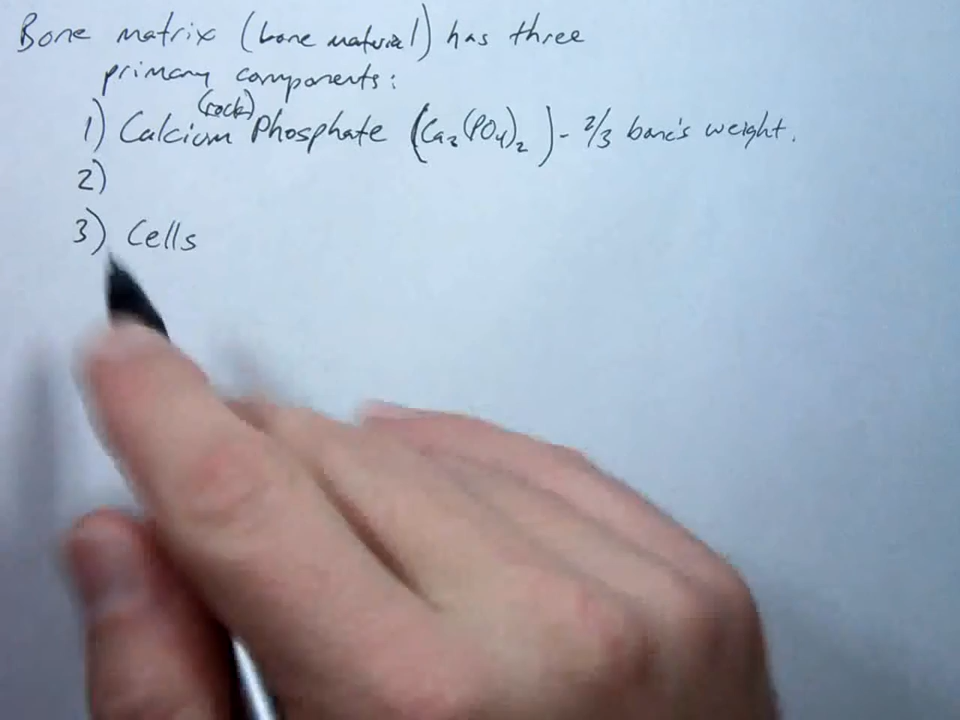 Bone matrix (bone material) has three
primary components:
(rock)
1) Calcium Phosphate (Ca₂(PO₄)₂) - 2/3 bone's weight.
2)
3) Cells